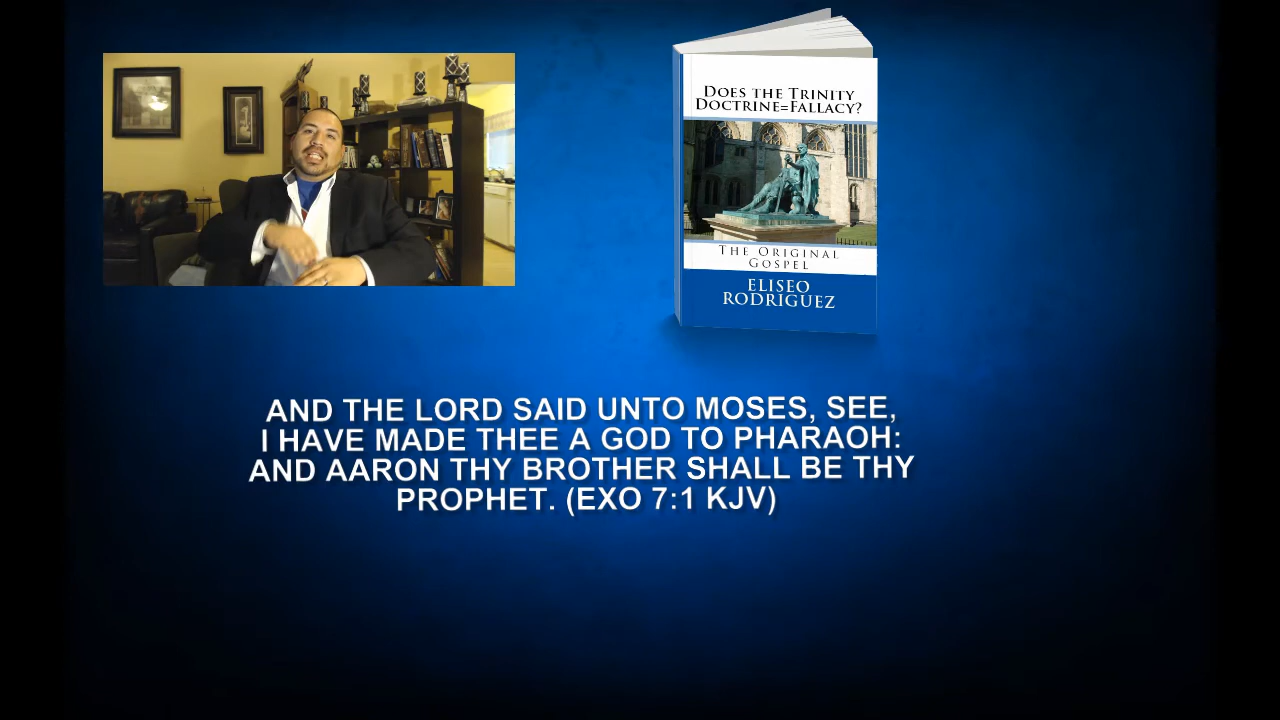 Does the Trinity
Doctrine=Fallacy?
The Original
Gospel
Eliseo
Rodriguez
AND THE LORD SAID UNTO MOSES, SEE,
I HAVE MADE THEE A GOD TO PHARAOH:
AND AARON THY BROTHER SHALL BE THY
PROPHET. (EXO 7:1 KJV)